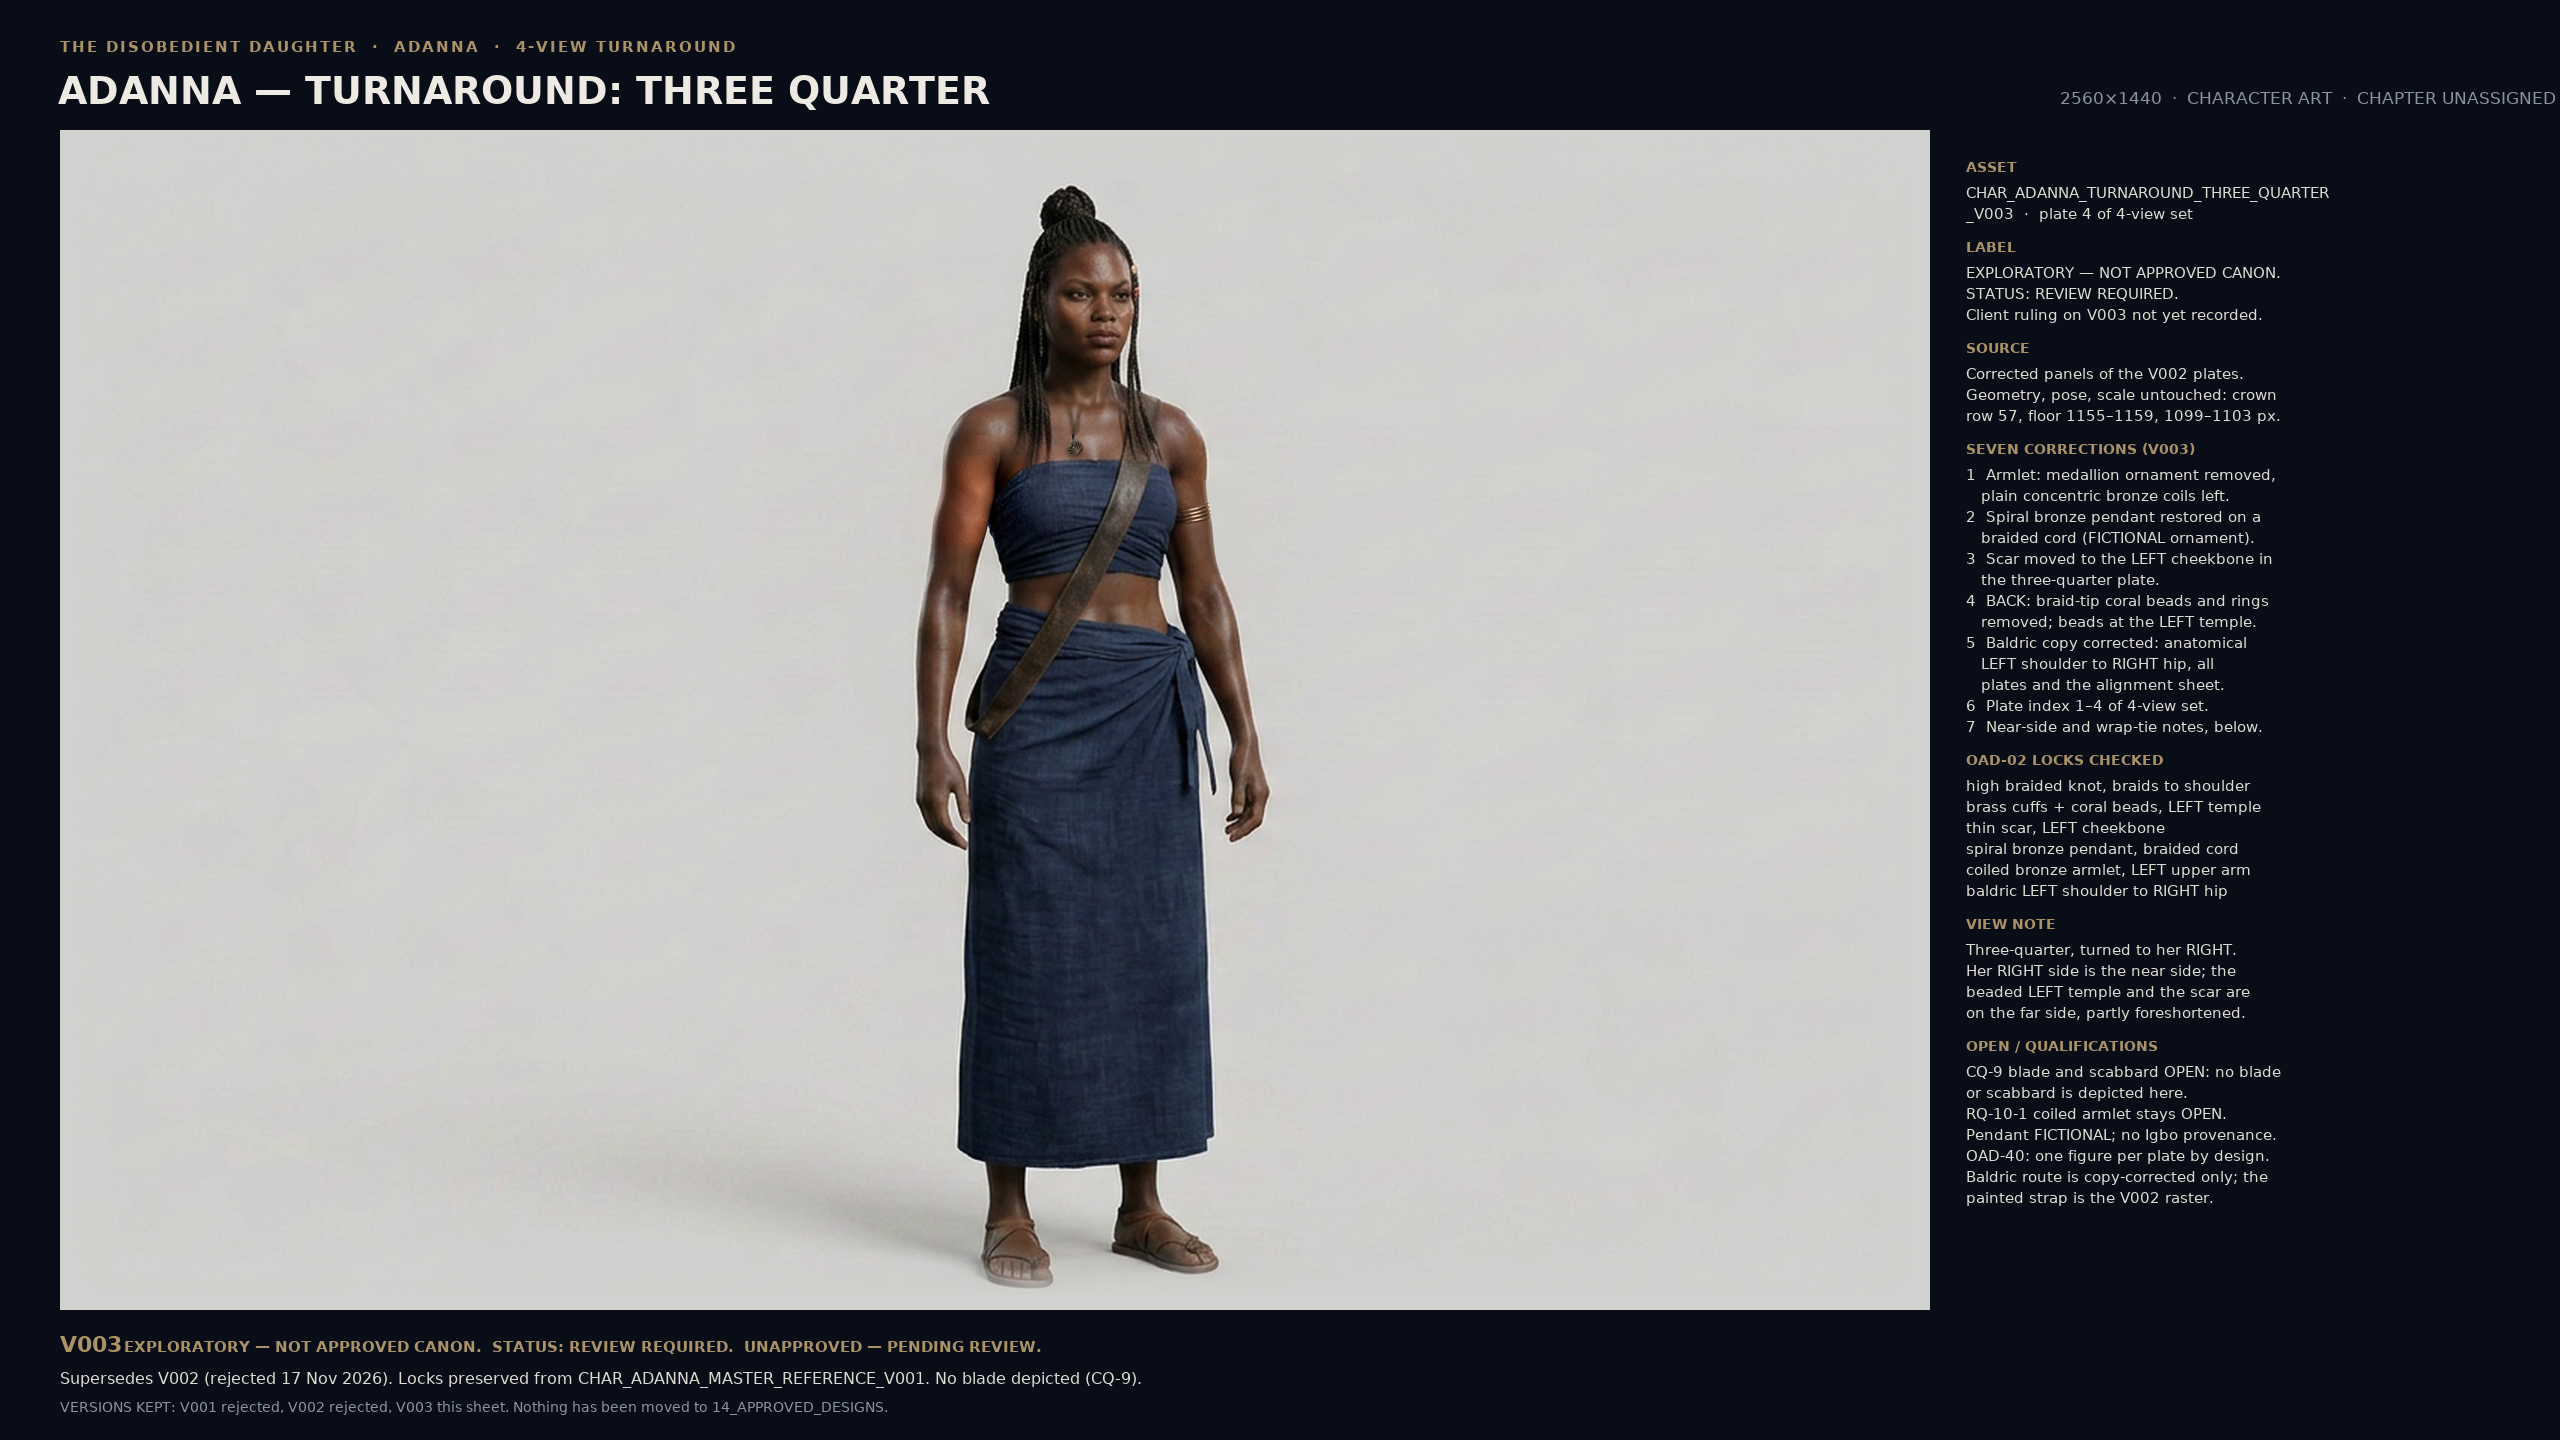 THE DISOBEDIENT DAUGHTER · ADANNA · 4-VIEW TURNAROUND
ADANNA — TURNAROUND: THREE QUARTER
2560×1440 · CHARACTER ART · CHAPTER UNASSIGNED
ASSET
CHAR_ADANNA_TURNAROUND_THREE_QUARTER
_V003 · plate 4 of 4-view set
LABEL
EXPLORATORY — NOT APPROVED CANON.
STATUS: REVIEW REQUIRED.
Client ruling on V003 not yet recorded.
SOURCE
Corrected panels of the V002 plates.
Geometry, pose, scale untouched: crown
row 57, floor 1155–1159, 1099–1103 px.
SEVEN CORRECTIONS (V003)
1 Armlet: medallion ornament removed,
plain concentric bronze coils left.
2 Spiral bronze pendant restored on a
braided cord (FICTIONAL ornament).
3 Scar moved to the LEFT cheekbone in
the three-quarter plate.
4 BACK: braid-tip coral beads and rings
removed; beads at the LEFT temple.
5 Baldric copy corrected: anatomical
LEFT shoulder to RIGHT hip, all
plates and the alignment sheet.
6 Plate index 1–4 of 4-view set.
7 Near-side and wrap-tie notes, below.
OAD-02 LOCKS CHECKED
high braided knot, braids to shoulder
brass cuffs + coral beads, LEFT temple
thin scar, LEFT cheekbone
spiral bronze pendant, braided cord
coiled bronze armlet, LEFT upper arm
baldric LEFT shoulder to RIGHT hip
VIEW NOTE
Three-quarter, turned to her RIGHT.
Her RIGHT side is the near side; the
beaded LEFT temple and the scar are
on the far side, partly foreshortened.
OPEN / QUALIFICATIONS
CQ-9 blade and scabbard OPEN: no blade
or scabbard is depicted here.
RQ-10-1 coiled armlet stays OPEN.
Pendant FICTIONAL; no Igbo provenance.
OAD-40: one figure per plate by design.
Baldric route is copy-corrected only; the
painted strap is the V002 raster.
V003 EXPLORATORY — NOT APPROVED CANON. STATUS: REVIEW REQUIRED. UNAPPROVED — PENDING REVIEW.
Supersedes V002 (rejected 17 Nov 2026). Locks preserved from CHAR_ADANNA_MASTER_REFERENCE_V001. No blade depicted (CQ-9).
VERSIONS KEPT: V001 rejected, V002 rejected, V003 this sheet. Nothing has been moved to 14_APPROVED_DESIGNS.